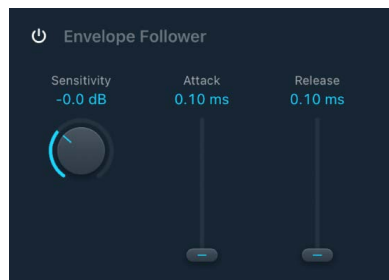 Envelope Follower
Sensitivity Attack Release
-0.0 dB 0.10 ms 0.10 ms